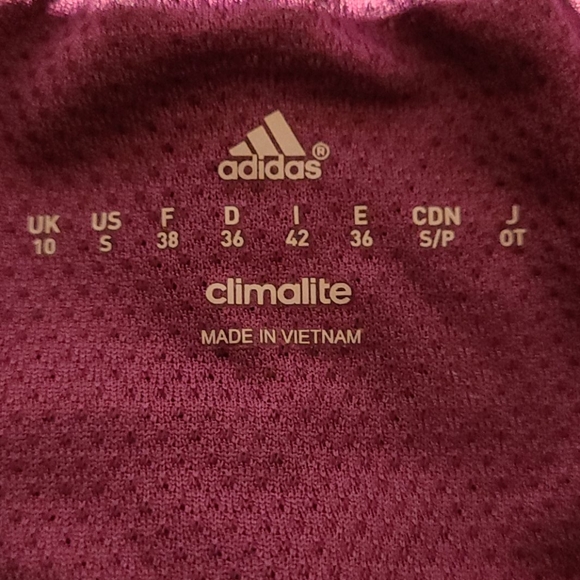 adidas®
UK US F D I E CDN J
10 S 38 36 42 36 S/P OT
climalite
MADE IN VIETNAM